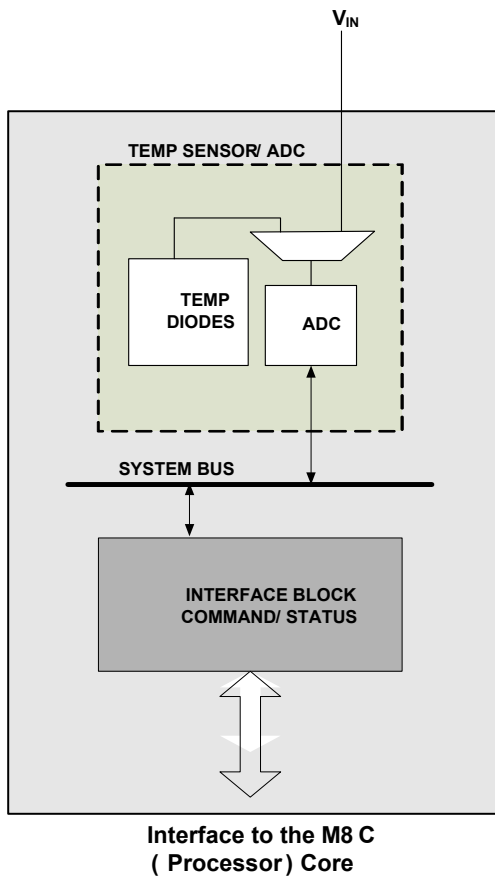 VIN
TEMP SENSOR/ ADC
TEMP
DIODES
ADC
SYSTEM BUS
INTERFACE BLOCK
COMMAND/ STATUS
Interface to the M8 C
( Processor) Core